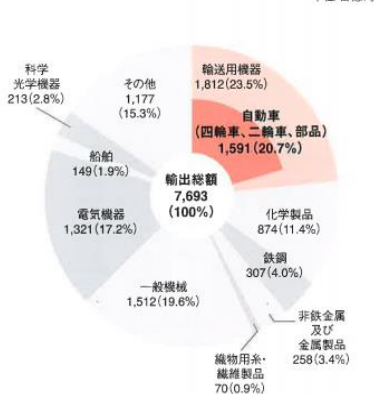 科学
光学機器
213(2.8%)
その他
1,177
(15.3%)
輸送用機器
1,812(23.5%)
自動車
(四輪車、二輪車、部品)
1,591(20.7%)
船舶
149(1.9%)
輸出総額
7,693
(100%)
電気機器
1,321(17.2%)
化学製品
874(11.4%)
鉄鋼
307(4.0%)
一般機械
1,512(19.6%)
非鉄金属
及び
金属製品
258(3.4%)
織物用糸・
繊維製品
70(0.9%)